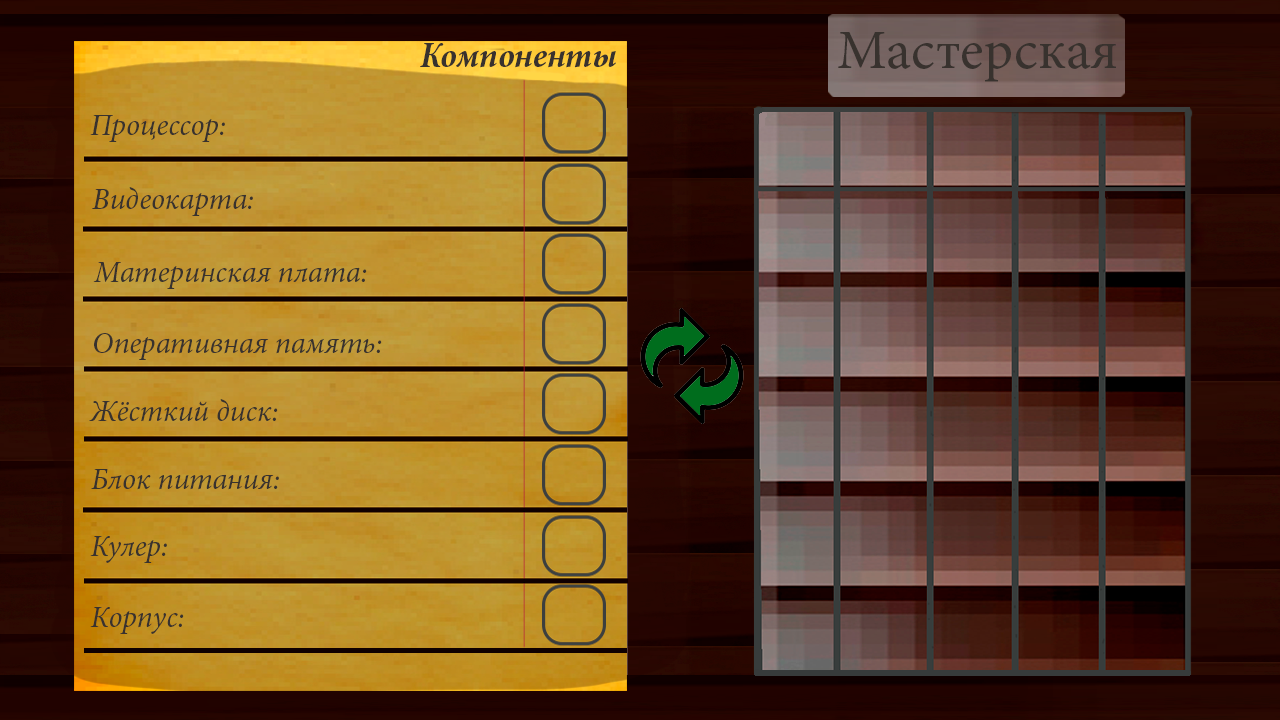 Компоненты
Мастерская
Процессор:
Видеокарта:
Материнская плата:
Оперативная память:
Жёсткий диск:
Блок питания:
Кулер:
Корпус: